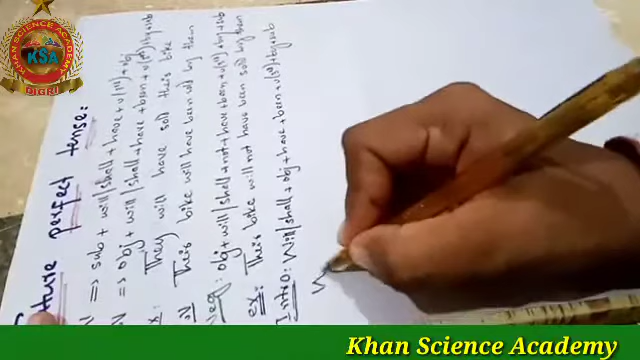 KHAN SCIENCE ACADEMY
KSA
DIGRI
Future perfect tense:
=> sub + will/shall + have + v(III) + obj
=> obj + will/shall + have + been + v(III) + by + sub
They will have sold this bike
This bike will have been sold by them
Neg: obj + will/shall + not + have + been + v(III) + by + sub
ex: This bike will not have been sold by them
Intro: Will/shall + obj + have + been + v(III) + by + sub
Khan Science Academy